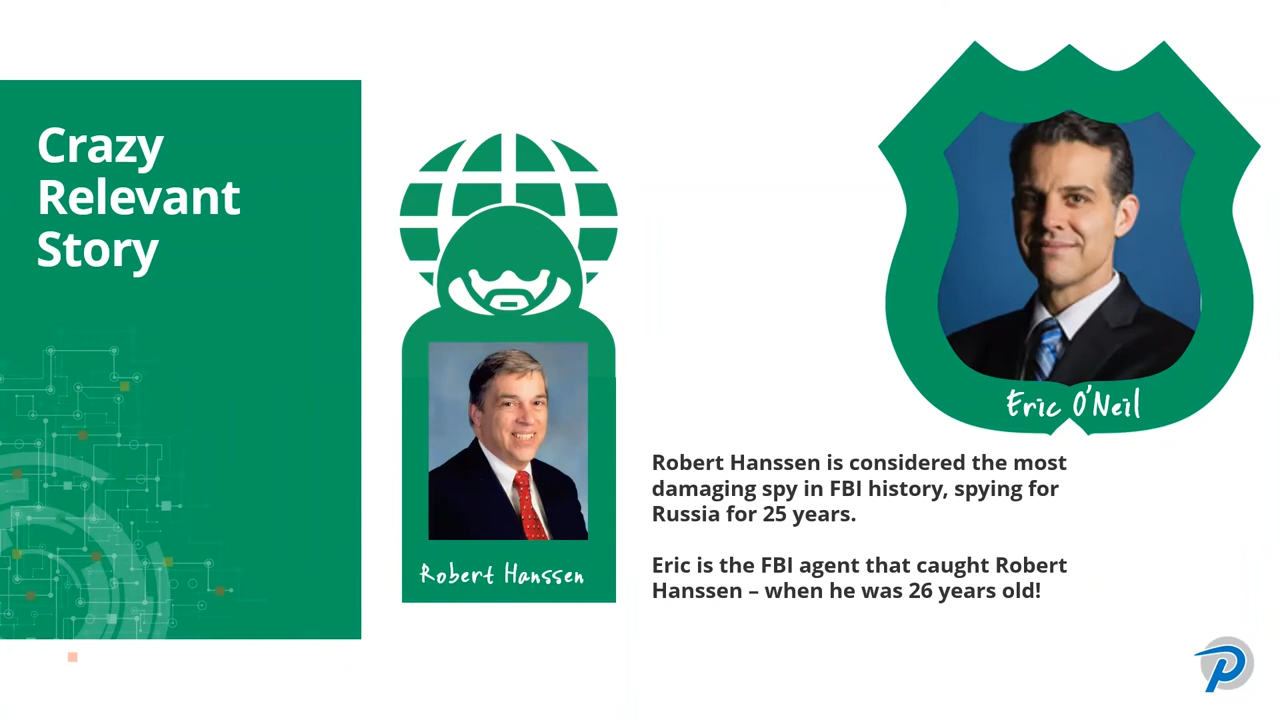 Crazy
Relevant
Story
Robert Hanssen
Eric O'Neil
Robert Hanssen is considered the most
damaging spy in FBI history, spying for
Russia for 25 years.
Eric is the FBI agent that caught Robert
Hanssen – when he was 26 years old!